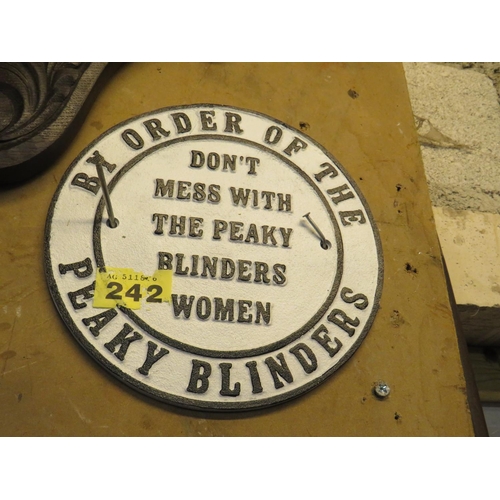 BY ORDER OF THE
DON'T
MESS WITH
THE PEAKY
BLINDERS
WOMEN
PEAKY BLINDERS
242